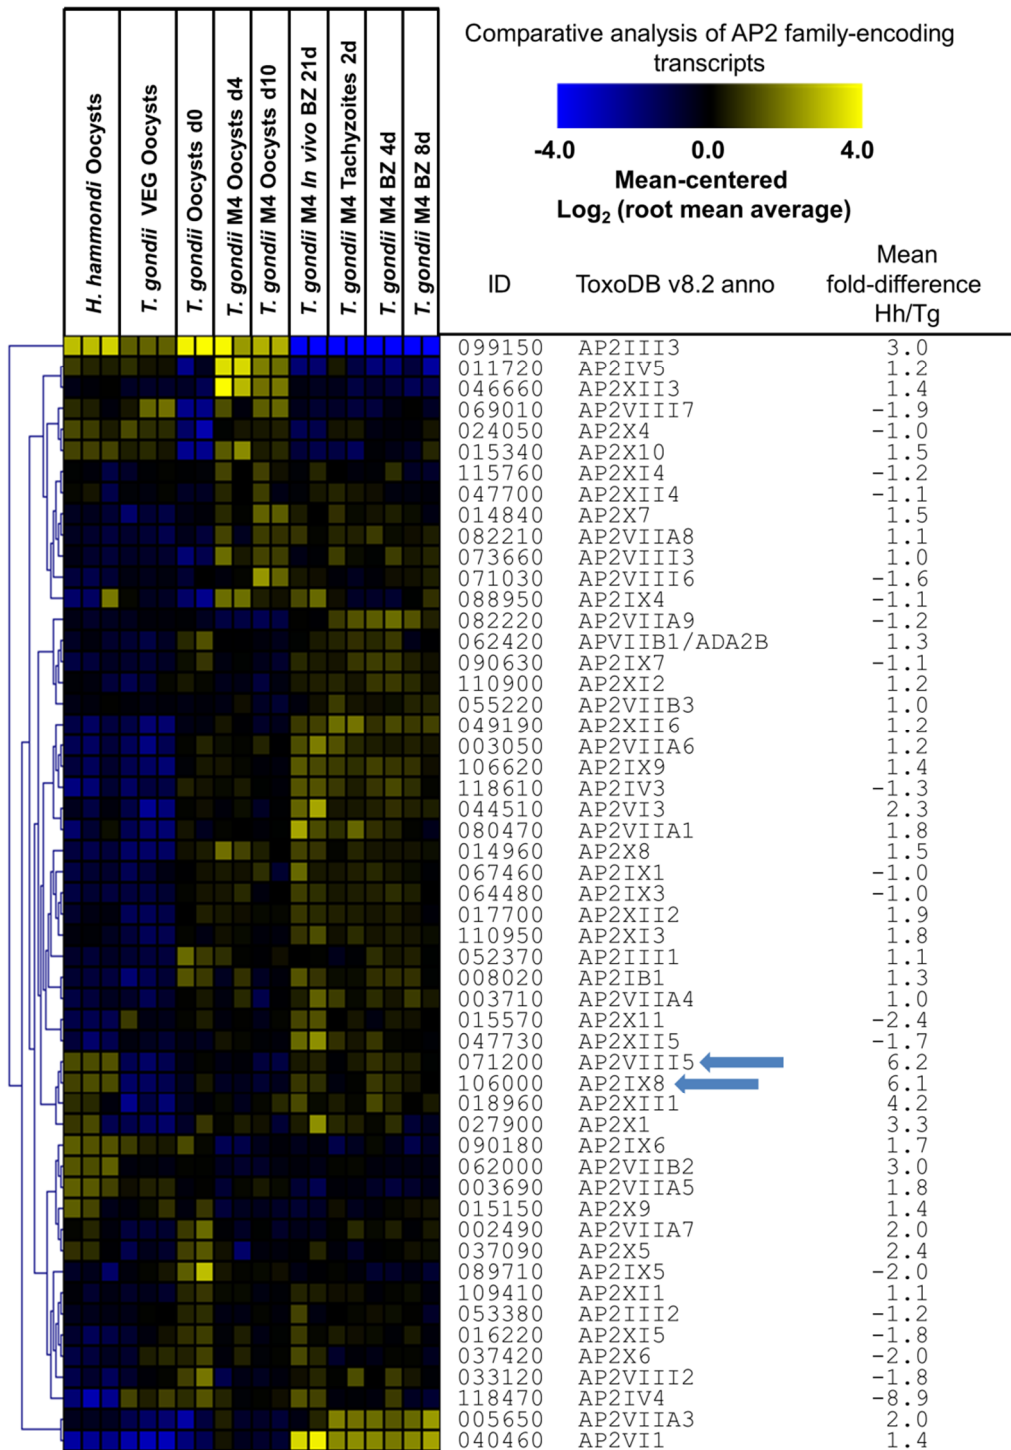 H. hammondi Oocysts
T. gondii VEG Oocysts
T. gondii Oocysts d0
T. gondii M4 Oocysts d4
T. gondii M4 Oocysts d10
T. gondii M4 In vivo BZ 21d
T. gondii M4 Tachyzoites 2d
T. gondii M4 BZ 4d
T. gondii M4 BZ 8d
Comparative analysis of AP2 family-encoding
transcripts
-4.0 0.0 4.0
Mean-centered
Log2 (root mean average)
Mean
ID ToxoDB v8.2 anno fold-difference
Hh/Tg
099150 AP2III3 3.0
011720 AP2IV5 1.2
046660 AP2XII3 1.4
069010 AP2VIII7 -1.9
024050 AP2X4 -1.0
015340 AP2X10 1.5
115760 AP2XI4 -1.2
047700 AP2XII4 -1.1
014840 AP2X7 1.5
082210 AP2VIIA8 1.1
073660 AP2VIII3 1.0
071030 AP2VIII6 -1.6
088950 AP2IX4 -1.1
082220 AP2VIIA9 -1.2
062420 APVIIB1/ADA2B 1.3
090630 AP2IX7 -1.1
110900 AP2XI2 1.2
055220 AP2VIIB3 1.0
049190 AP2XII6 1.2
003050 AP2VIIA6 1.2
106620 AP2IX9 1.4
118610 AP2IV3 -1.3
044510 AP2VI3 2.3
080470 AP2VIIA1 1.8
014960 AP2X8 1.5
067460 AP2IX1 -1.0
064480 AP2IX3 -1.0
017700 AP2XII2 1.9
110950 AP2XI3 1.8
052370 AP2III1 1.1
008020 AP2IB1 1.3
003710 AP2VIIA4 1.0
015570 AP2X11 -2.4
047730 AP2XII5 -1.7
071200 AP2VIII5 6.2
106000 AP2IX8 6.1
018960 AP2XII1 4.2
027900 AP2X1 3.3
090180 AP2IX6 1.7
062000 AP2VIIB2 3.0
003690 AP2VIIA5 1.8
015150 AP2X9 1.4
002490 AP2VIIA7 2.0
037090 AP2X5 2.4
089710 AP2IX5 -2.0
109410 AP2XI1 1.1
053380 AP2III2 -1.2
016220 AP2XI5 -1.8
037420 AP2X6 -2.0
033120 AP2VIII2 -1.8
118470 AP2IV4 -8.9
005650 AP2VIIA3 2.0
040460 AP2VI1 1.4